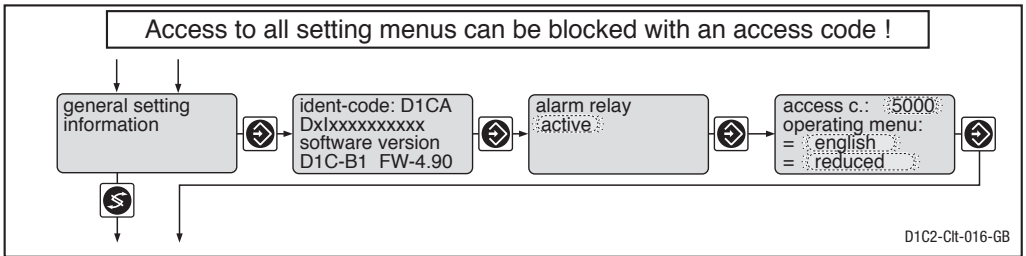 Access to all setting menus can be blocked with an access code !
general setting
information
ident-code: D1CA
DxIxxxxxxxxxx
software version
D1C-B1 FW-4.90
alarm relay
active
access c.: 5000
operating menu:
= english
= reduced
D1C2-Clt-016-GB